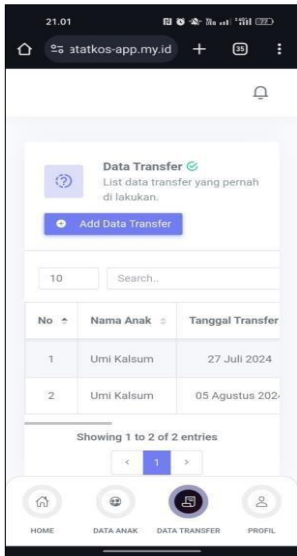 21.01
atatkos-app.my.id
35
Data Transfer
List data transfer yang pernah
di lakukan.
Add Data Transfer
10 Search..
No Nama Anak Tanggal Transfer
1 Umi Kalsum 27 Juli 2024
2 Umi Kalsum 05 Agustus 202
Showing 1 to 2 of 2 entries
‹ 1 ›
HOME DATA ANAK DATA TRANSFER PROFIL